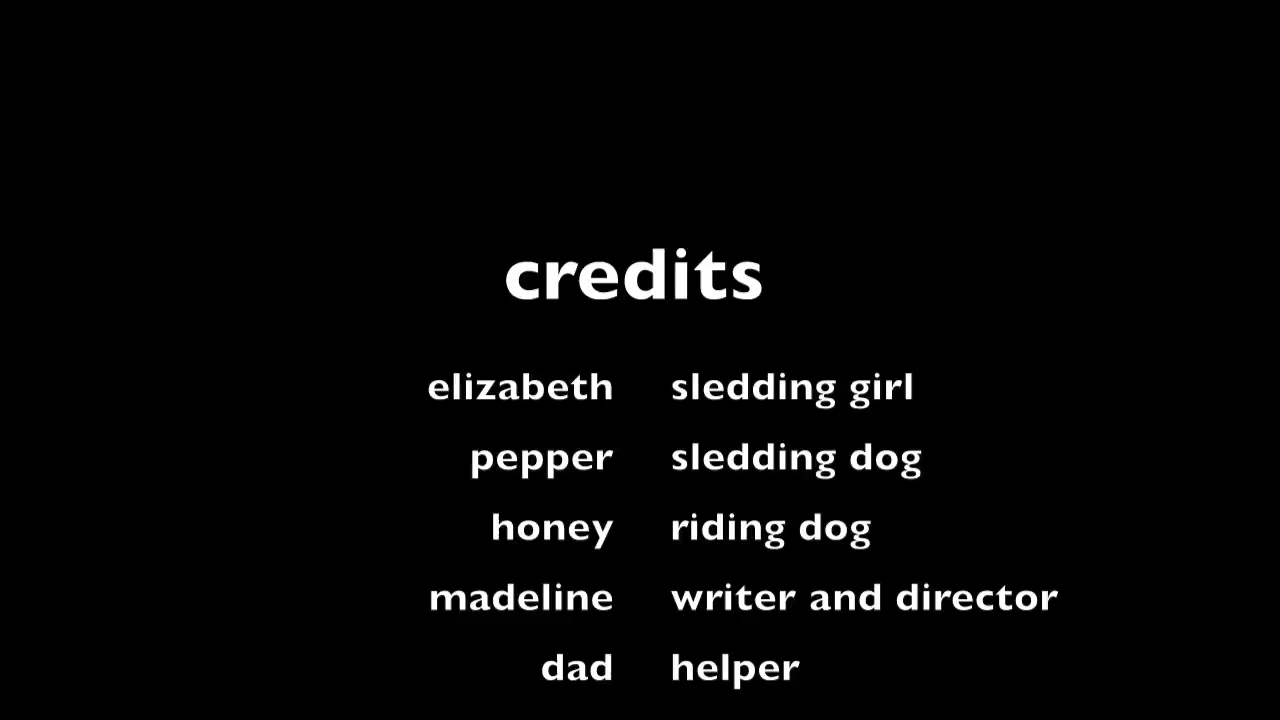 credits
elizabeth sledding girl
pepper sledding dog
honey riding dog
madeline writer and director
dad helper